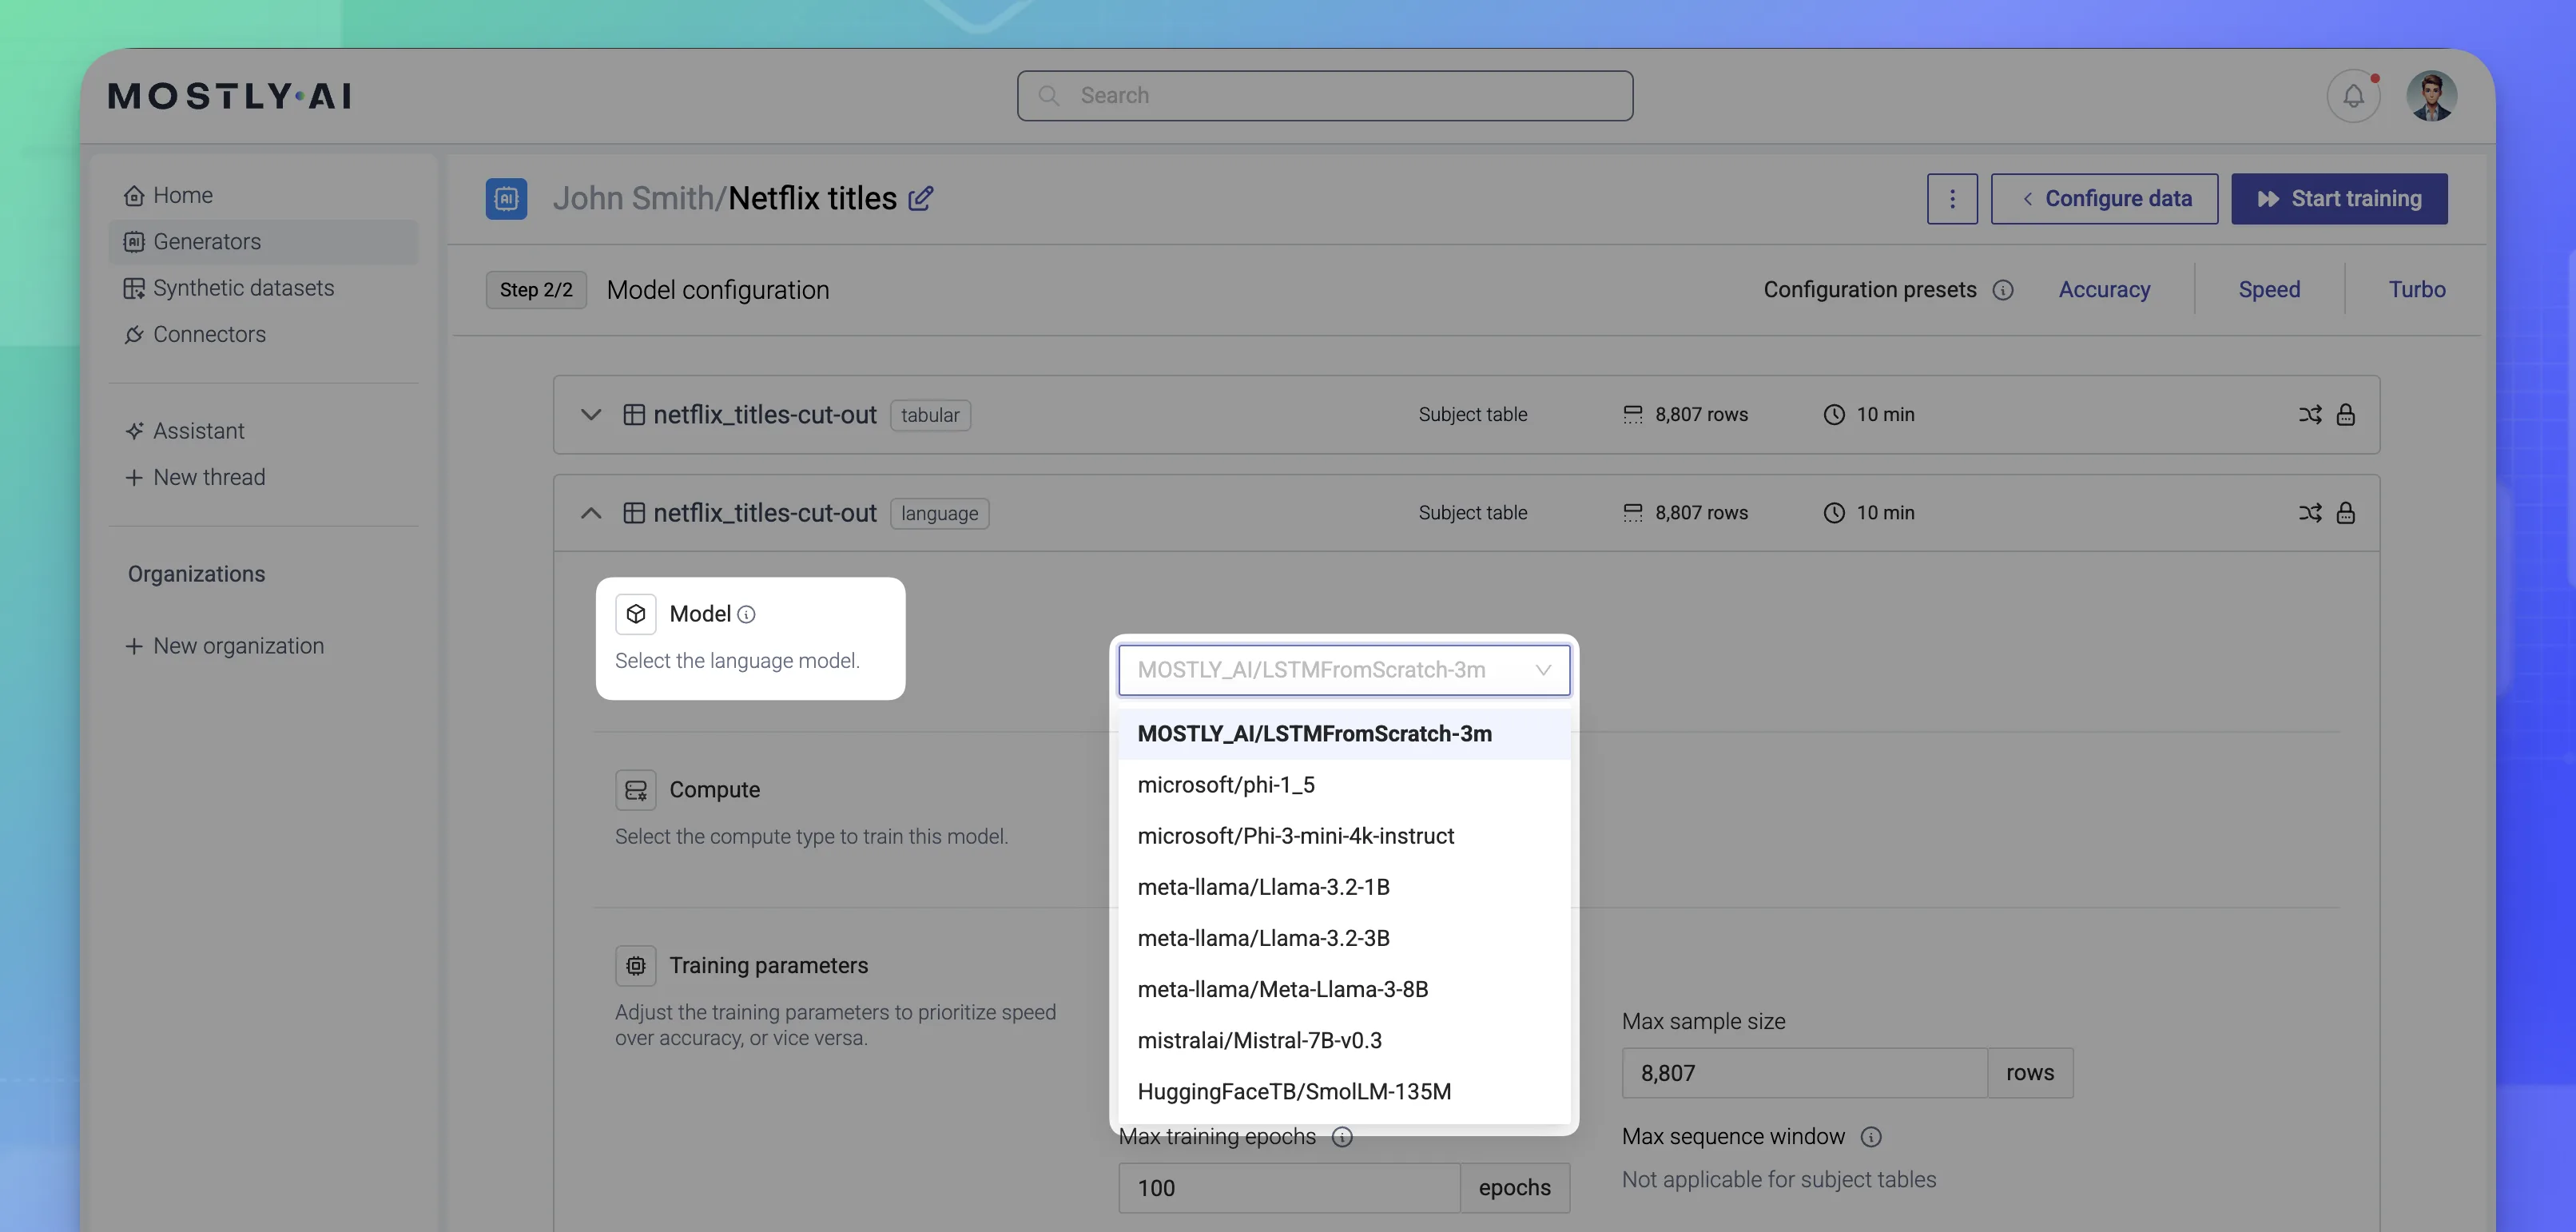 MOSTLY·AI
Search
Home
Generators
Synthetic datasets
Connectors
Assistant
New thread
Organizations
New organization
AI
John Smith/Netflix titles
Configure data
Start training
Step 2/2
Model configuration
Configuration presets
Accuracy
Speed
Turbo
netflix_titles-cut-out
tabular
Subject table
8,807 rows
10 min
netflix_titles-cut-out
language
Subject table
8,807 rows
10 min
Model
Select the language model.
MOSTLY_AI/LSTMFromScratch-3m
MOSTLY_AI/LSTMFromScratch-3m
microsoft/phi-1_5
microsoft/Phi-3-mini-4k-instruct
meta-llama/Llama-3.2-1B
meta-llama/Llama-3.2-3B
meta-llama/Meta-Llama-3-8B
mistralai/Mistral-7B-v0.3
HuggingFaceTB/SmolLM-135M
Compute
Select the compute type to train this model.
Training parameters
Adjust the training parameters to prioritize speed
over accuracy, or vice versa.
Max sample size
8,807
rows
Max training epochs
100
epochs
Max sequence window
Not applicable for subject tables